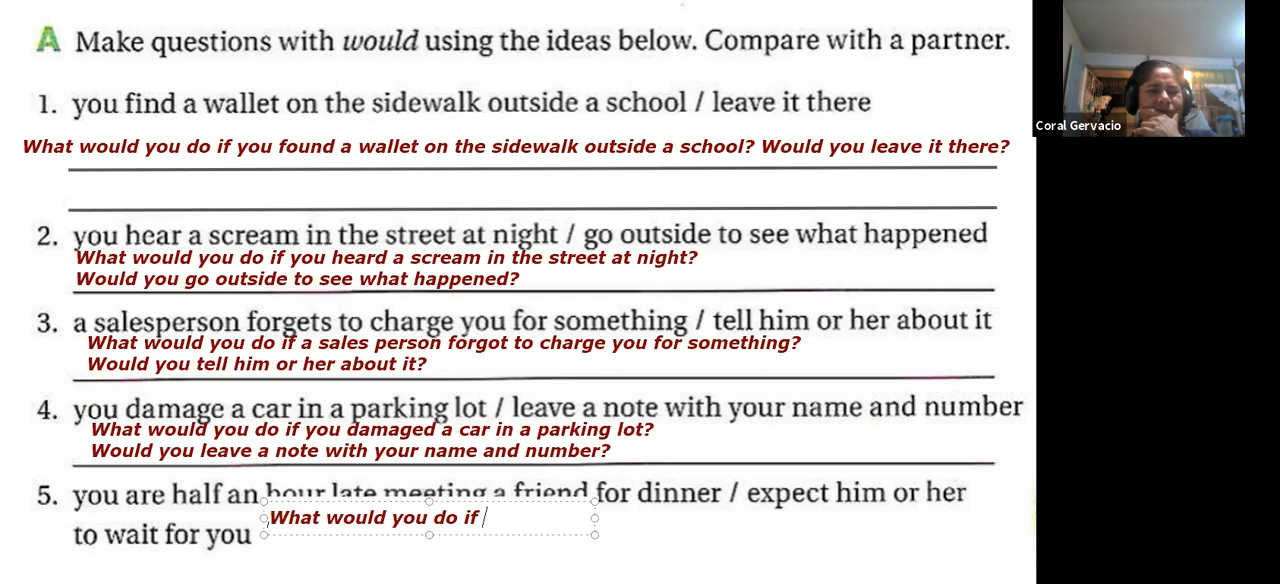 A Make questions with would using the ideas below. Compare with a partner.
1. you find a wallet on the sidewalk outside a school / leave it there
What would you do if you found a wallet on the sidewalk outside a school? Would you leave it there?
2. you hear a scream in the street at night / go outside to see what happened
What would you do if you heard a scream in the street at night?
Would you go outside to see what happened?
3. a salesperson forgets to charge you for something / tell him or her about it
What would you do if a sales person forgot to charge you for something?
Would you tell him or her about it?
4. you damage a car in a parking lot / leave a note with your name and number
What would you do if you damaged a car in a parking lot?
Would you leave a note with your name and number?
5. you are half an hour late meeting a friend for dinner / expect him or her
What would you do if
to wait for you
Coral Gervacio